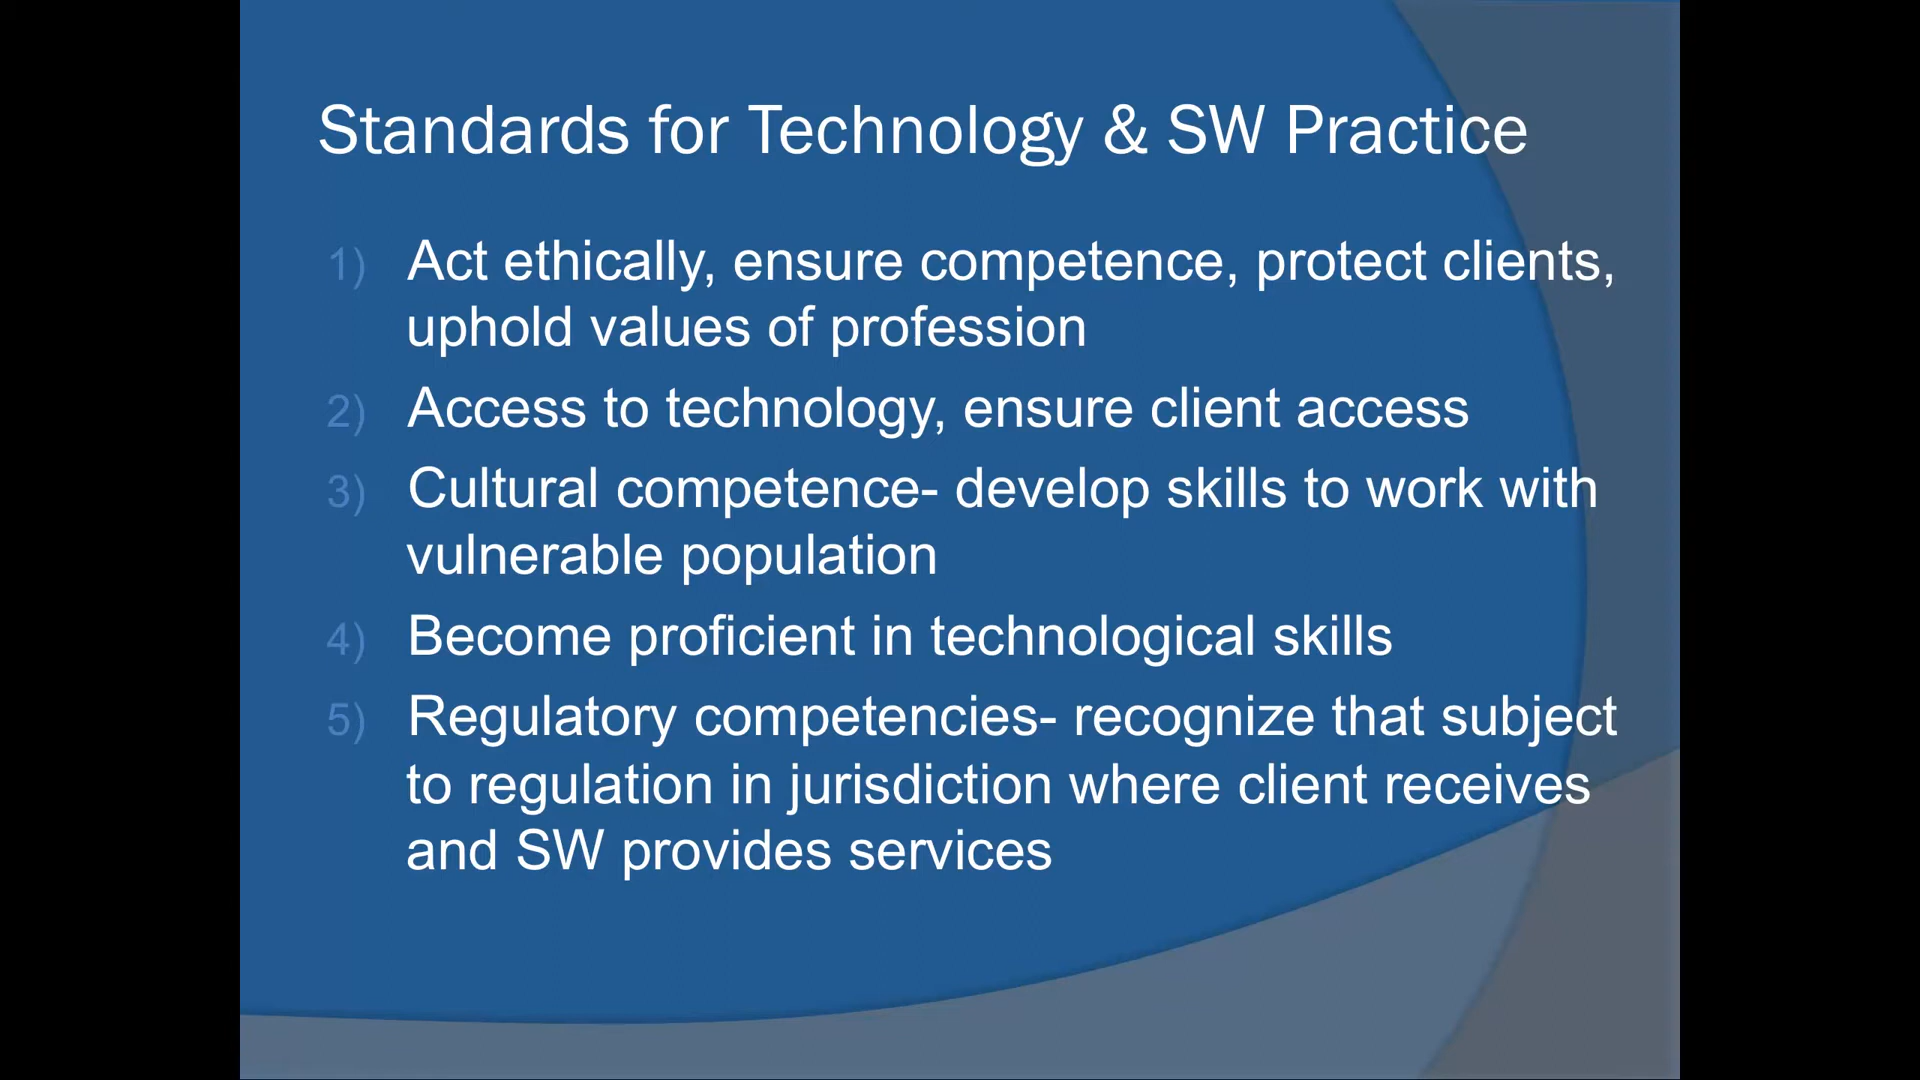 Standards for Technology & SW Practice
1) Act ethically, ensure competence, protect clients,
uphold values of profession
2) Access to technology, ensure client access
3) Cultural competence- develop skills to work with
vulnerable population
4) Become proficient in technological skills
5) Regulatory competencies- recognize that subject
to regulation in jurisdiction where client receives
and SW provides services